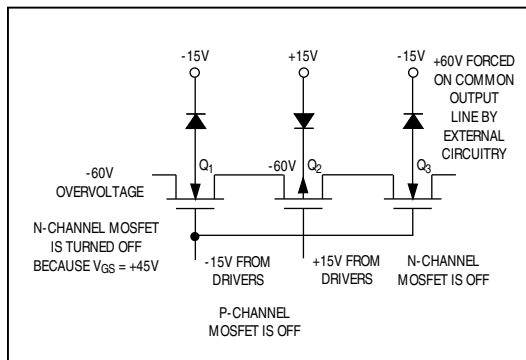 -15V
+15V
-15V
+60V FORCED
ON COMMON
OUTPUT
LINE BY
EXTERNAL
CIRCUITRY
Q1
-60V
Q2
Q3
-60V
OVERVOLTAGE
N-CHANNEL MOSFET
IS TURNED OFF
BECAUSE VGS = +45V
-15V FROM
DRIVERS
+15V FROM
DRIVERS
N-CHANNEL
MOSFET IS OFF
P-CHANNEL
MOSFET IS OFF